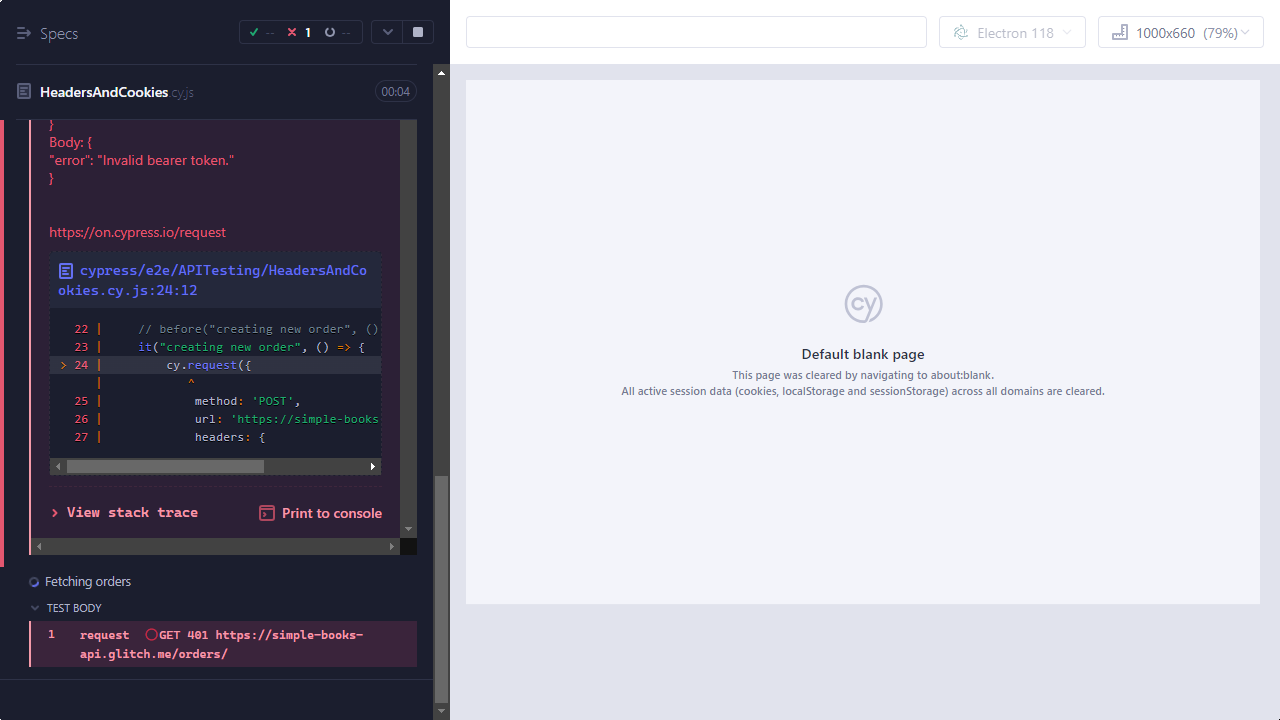 Specs
--
1
--
Electron 118
1000x660 (79%)
HeadersAndCookies.cy.js
00:04
}
Body: {
"error": "Invalid bearer token."
}
https://on.cypress.io/request
cypress/e2e/APITesting/HeadersAndCo
okies.cy.js:24:12
22 | // before("creating new order", ()
23 | it("creating new order", () => {
> 24 | cy.request({
| ^
25 | method: 'POST',
26 | url: 'https://simple-books
27 | headers: {
View stack trace
Print to console
Fetching orders
TEST BODY
1 request GET 401 https://simple-books-
api.glitch.me/orders/
cy
Default blank page
This page was cleared by navigating to about:blank.
All active session data (cookies, localStorage and sessionStorage) across all domains are cleared.